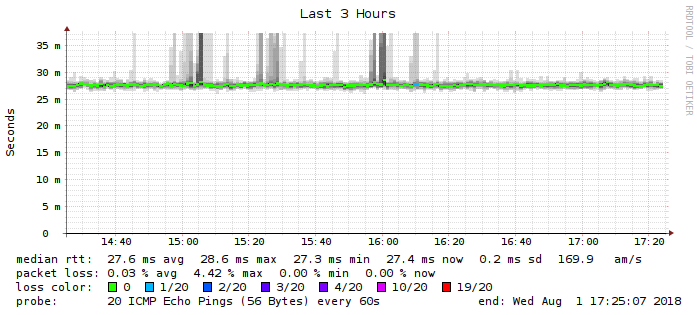 Last 3 Hours
RRDTOOL / TOBI OETIKER
Seconds
35 m
30 m
25 m
20 m
15 m
10 m
5 m
0
14:40 15:00 15:20 15:40 16:00 16:20 16:40 17:00 17:20
median rtt: 27.6 ms avg 28.6 ms max 27.3 ms min 27.4 ms now 0.2 ms sd 169.9 am/s
packet loss: 0.03 % avg 4.42 % max 0.00 % min 0.00 % now
loss color: 0 1/20 2/20 3/20 4/20 10/20 19/20
probe: 20 ICMP Echo Pings (56 Bytes) every 60s end: Wed Aug 1 17:25:07 2018